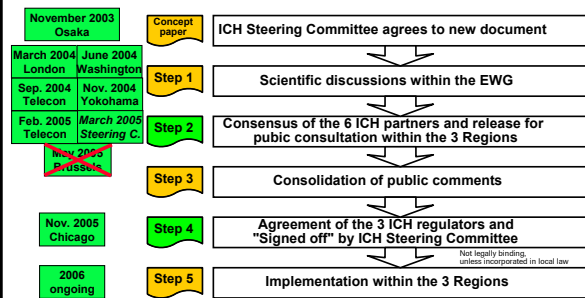 November 2003
Osaka
Concept
paper
ICH Steering Committee agrees to new document
March 2004
London
June 2004
Washington
Step 1
Scientific discussions within the EWG
Sep. 2004
Telecon
Nov. 2004
Yokohama
Feb. 2005
Telecon
March 2005
Steering C.
Step 2
Consensus of the 6 ICH partners and release for
pubic consultation within the 3 Regions
May 2005
Brussels
Step 3
Consolidation of public comments
Nov. 2005
Chicago
Step 4
Agreement of the 3 ICH regulators and
"Signed off" by ICH Steering Committee
Not legally binding,
unless incorporated in local law
2006
ongoing
Step 5
Implementation within the 3 Regions